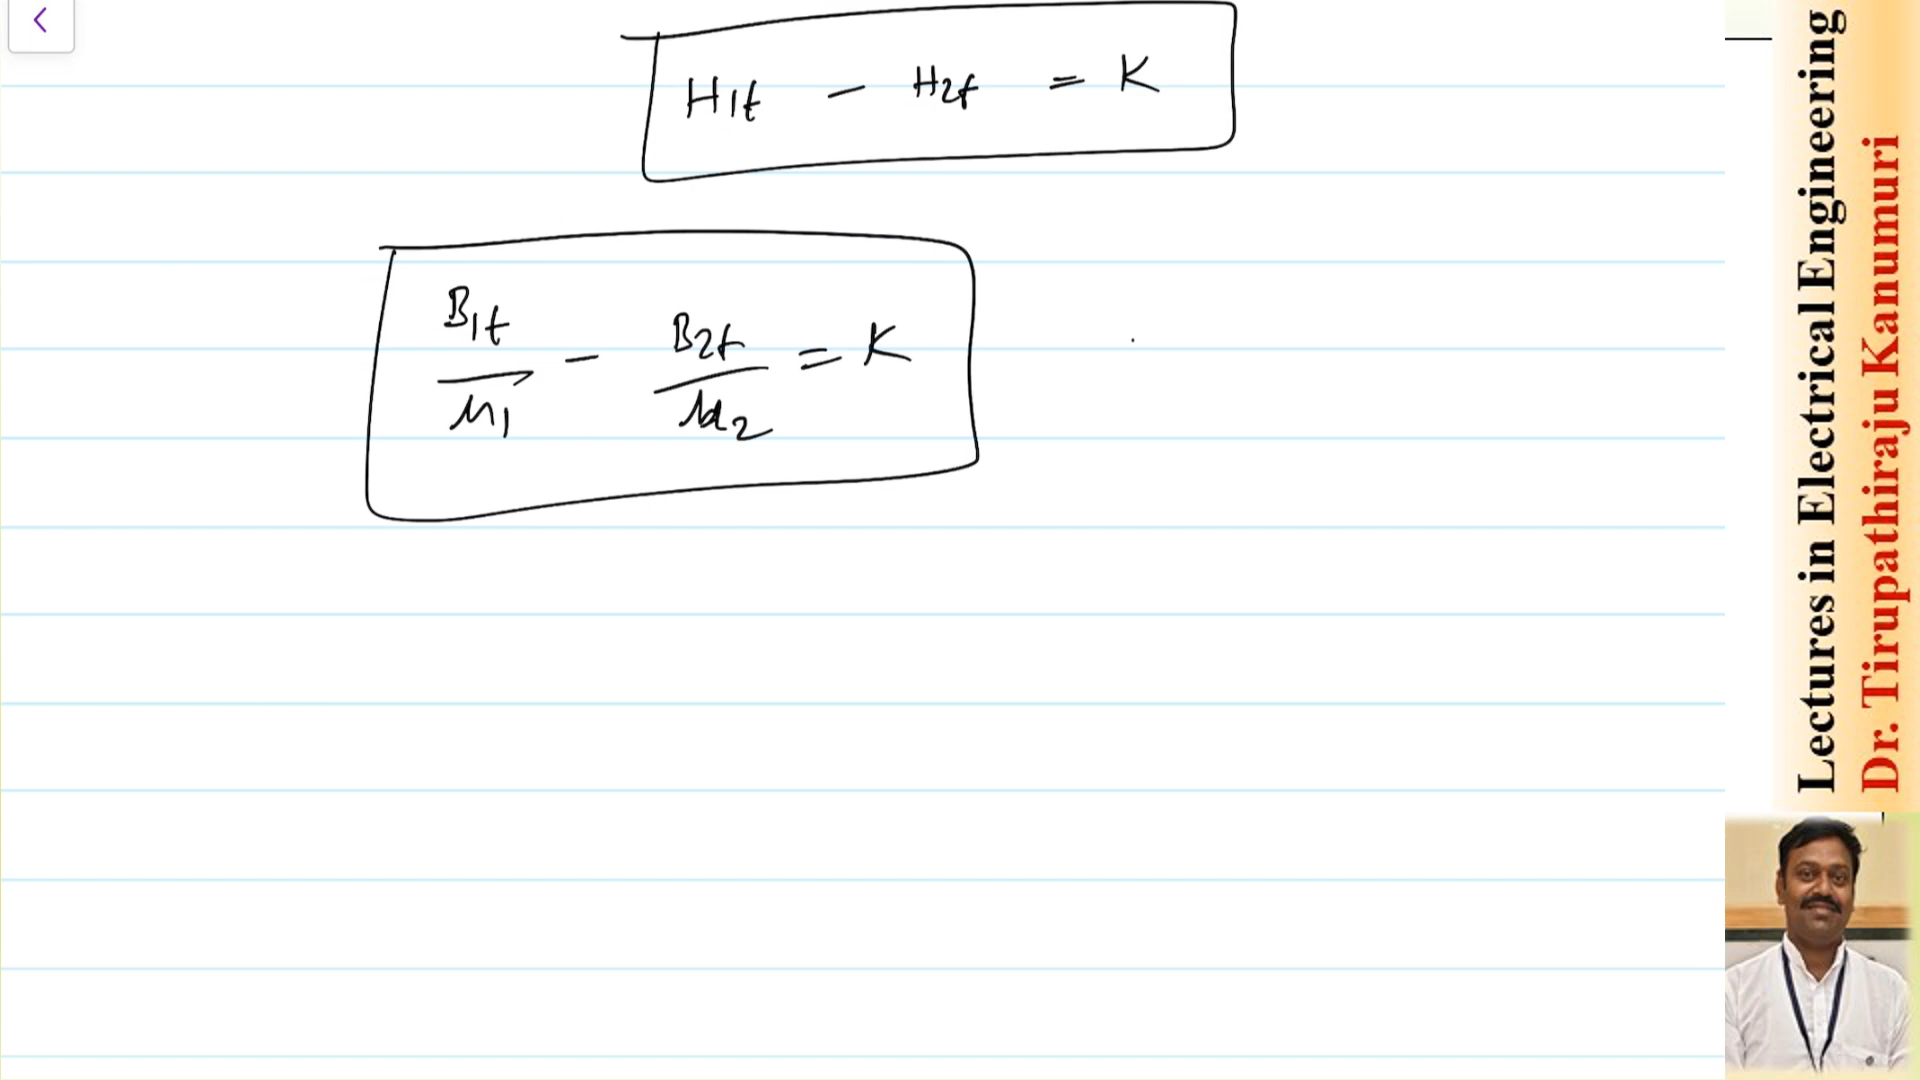 H1t - H2t = K
B1t/μ1 - B2t/μ2 = K
Lectures in Electrical Engineering
Dr. Tirupathiraju Kanumuri